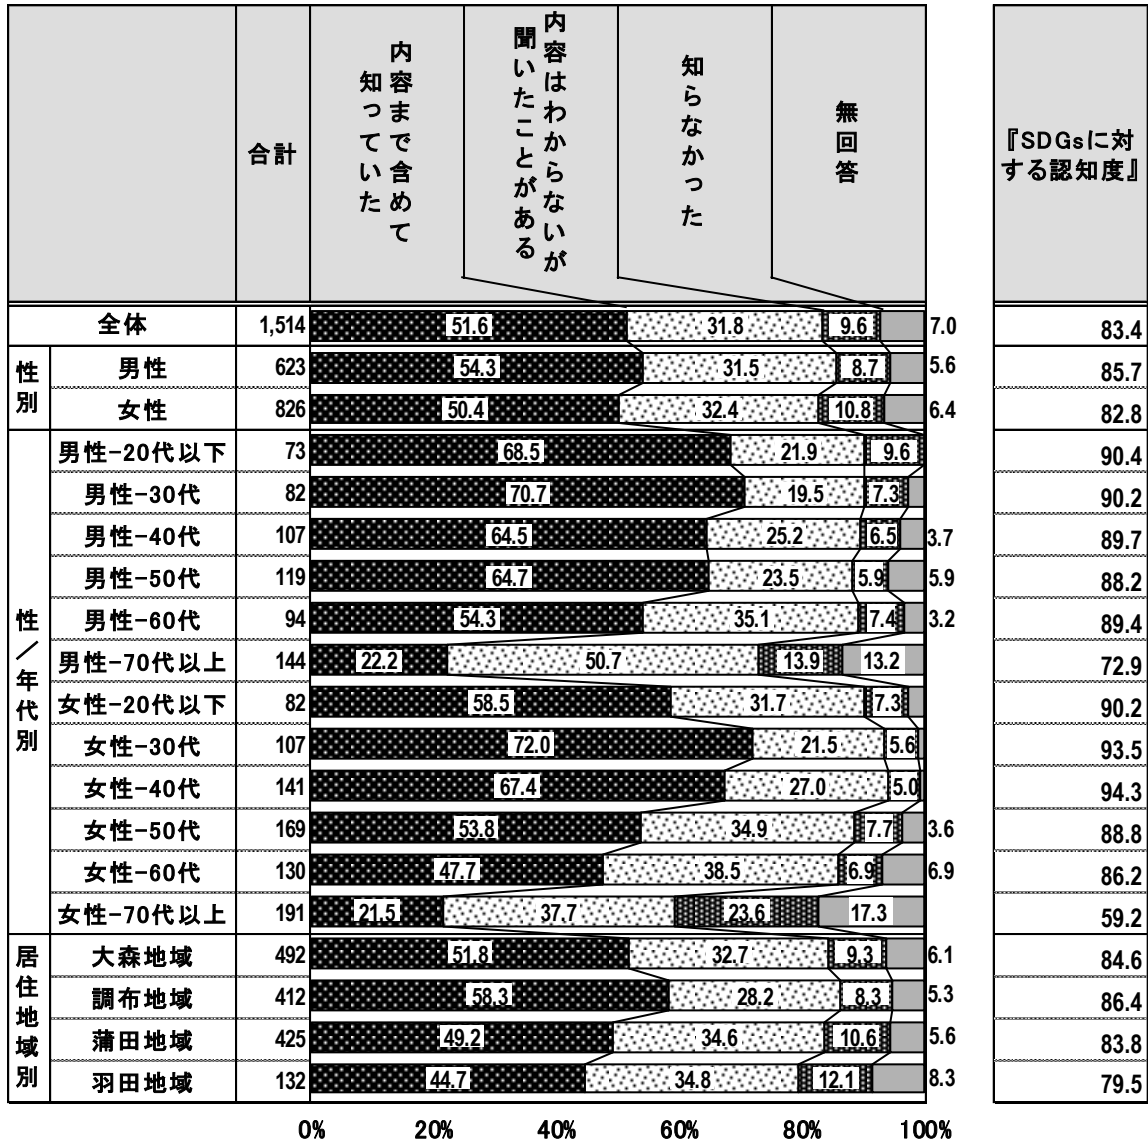 合計
内容まで含めて
知っていた
内容はわからないが
聞いたことがある
知らなかった
無回答
『SDGsに対
する認知度』
全体 1,514 51.6 31.8 9.6 7.0 83.4
性別
男性 623 54.3 31.5 8.7 5.6 85.7
女性 826 50.4 32.4 10.8 6.4 82.8
性/年代別
男性-20代以下 73 68.5 21.9 9.6 90.4
男性-30代 82 70.7 19.5 7.3 90.2
男性-40代 107 64.5 25.2 6.5 3.7 89.7
男性-50代 119 64.7 23.5 5.9 5.9 88.2
男性-60代 94 54.3 35.1 7.4 3.2 89.4
男性-70代以上 144 22.2 50.7 13.9 13.2 72.9
女性-20代以下 82 58.5 31.7 7.3 90.2
女性-30代 107 72.0 21.5 5.6 93.5
女性-40代 141 67.4 27.0 5.0 94.3
女性-50代 169 53.8 34.9 7.7 3.6 88.8
女性-60代 130 47.7 38.5 6.9 6.9 86.2
女性-70代以上 191 21.5 37.7 23.6 17.3 59.2
居住地域別
大森地域 492 51.8 32.7 9.3 6.1 84.6
調布地域 412 58.3 28.2 8.3 5.3 86.4
蒲田地域 425 49.2 34.6 10.6 5.6 83.8
羽田地域 132 44.7 34.8 12.1 8.3 79.5
0% 20% 40% 60% 80% 100%